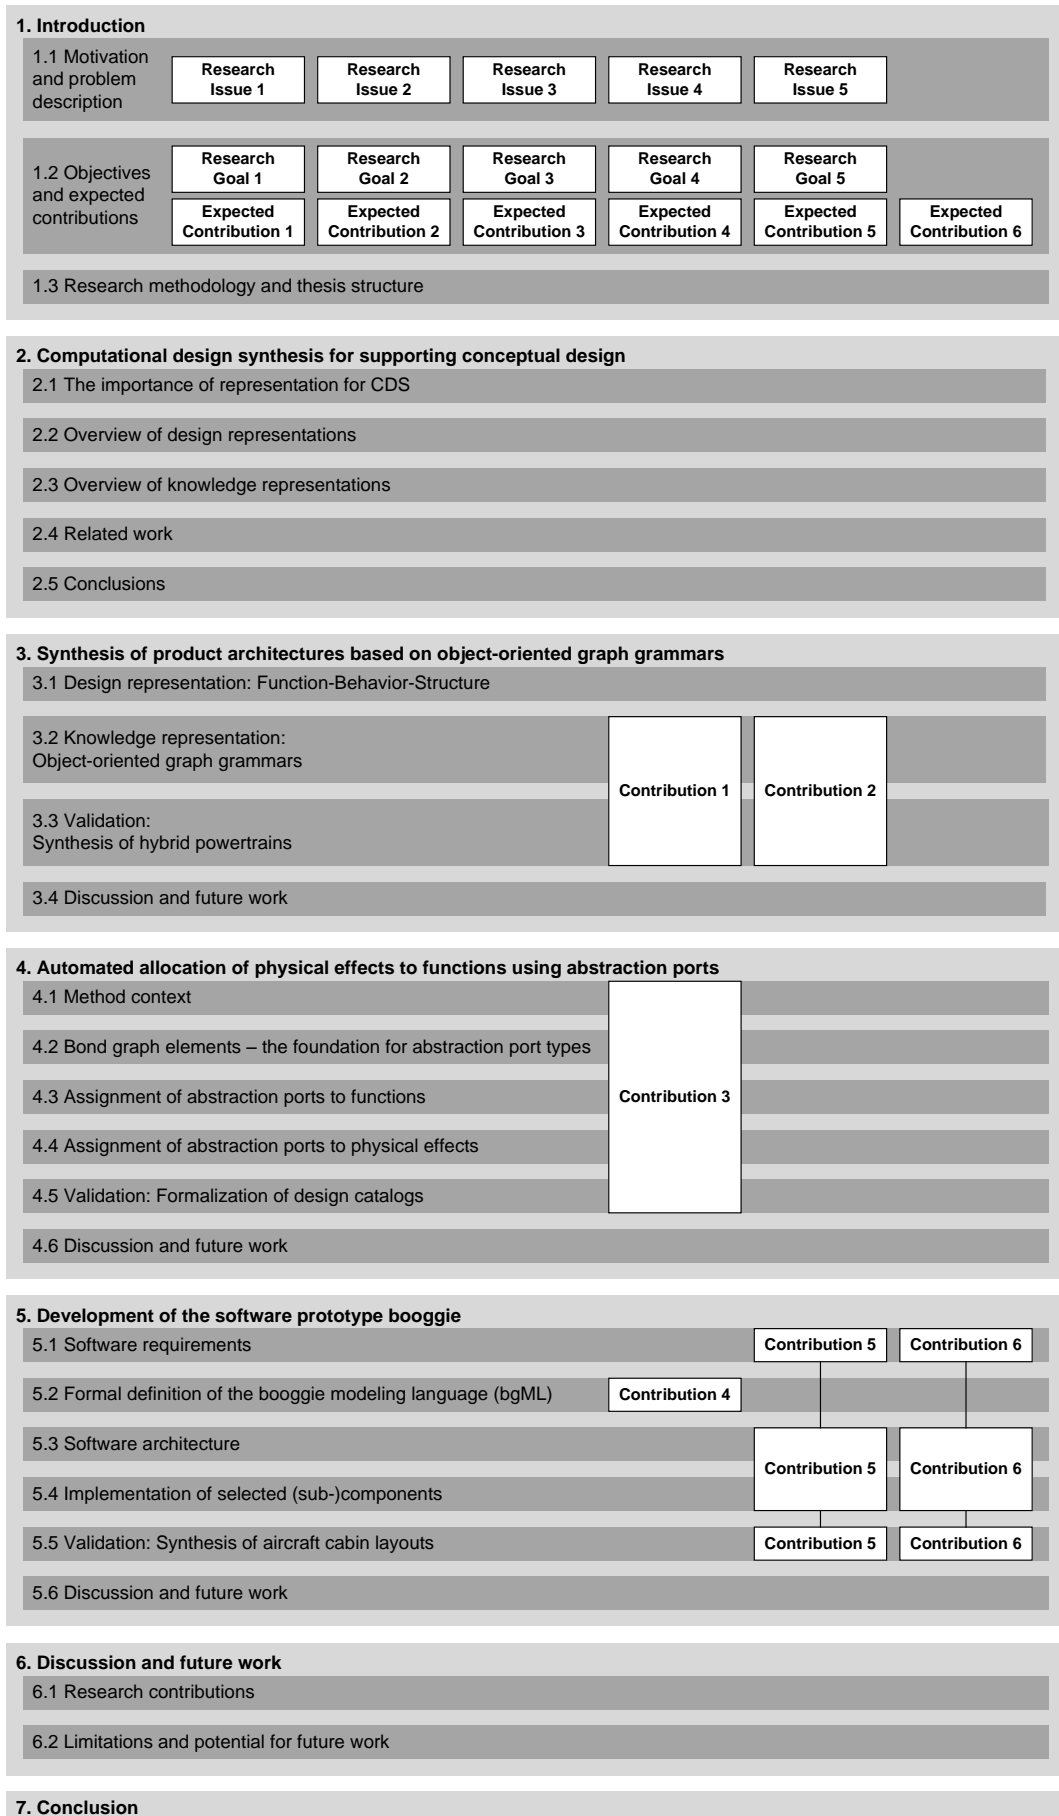 1. Introduction
1.1 Motivation
and problem
description
Research
Issue 1
Research
Issue 2
Research
Issue 3
Research
Issue 4
Research
Issue 5
1.2 Objectives
and expected
contributions
Research
Goal 1
Research
Goal 2
Research
Goal 3
Research
Goal 4
Research
Goal 5
Expected
Contribution 1
Expected
Contribution 2
Expected
Contribution 3
Expected
Contribution 4
Expected
Contribution 5
Expected
Contribution 6
1.3 Research methodology and thesis structure
2. Computational design synthesis for supporting conceptual design
2.1 The importance of representation for CDS
2.2 Overview of design representations
2.3 Overview of knowledge representations
2.4 Related work
2.5 Conclusions
3. Synthesis of product architectures based on object-oriented graph grammars
3.1 Design representation: Function-Behavior-Structure
3.2 Knowledge representation:
Object-oriented graph grammars
Contribution 1
Contribution 2
3.3 Validation:
Synthesis of hybrid powertrains
3.4 Discussion and future work
4. Automated allocation of physical effects to functions using abstraction ports
4.1 Method context
4.2 Bond graph elements – the foundation for abstraction port types
4.3 Assignment of abstraction ports to functions
Contribution 3
4.4 Assignment of abstraction ports to physical effects
4.5 Validation: Formalization of design catalogs
4.6 Discussion and future work
5. Development of the software prototype booggie
5.1 Software requirements
Contribution 5
Contribution 6
5.2 Formal definition of the booggie modeling language (bgML)
Contribution 4
5.3 Software architecture
Contribution 5
Contribution 6
5.4 Implementation of selected (sub-)components
5.5 Validation: Synthesis of aircraft cabin layouts
Contribution 5
Contribution 6
5.6 Discussion and future work
6. Discussion and future work
6.1 Research contributions
6.2 Limitations and potential for future work
7. Conclusion